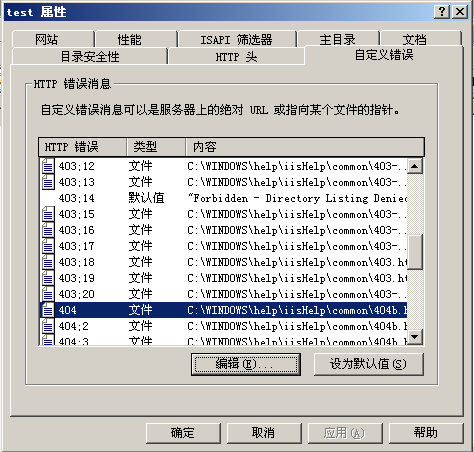 test 属性
网站 性能 ISAPI 筛选器 主目录 文档
目录安全性 HTTP 头 自定义错误
HTTP 错误消息
自定义错误消息可以是服务器上的绝对 URL 或指向某个文件的指针。
HTTP 错误 类型 内容
403;12 文件 C:\WINDOWS\help\iisHelp\common\403-..
403;13 文件 C:\WINDOWS\help\iisHelp\common\403-..
403;14 默认值 "Forbidden - Directory Listing Denied
403;15 文件 C:\WINDOWS\help\iisHelp\common\403-..
403;16 文件 C:\WINDOWS\help\iisHelp\common\403-..
403;17 文件 C:\WINDOWS\help\iisHelp\common\403-..
403;18 文件 C:\WINDOWS\help\iisHelp\common\403.h
403;19 文件 C:\WINDOWS\help\iisHelp\common\403.h
403;20 文件 C:\WINDOWS\help\iisHelp\common\403-..
404 文件 C:\WINDOWS\help\iisHelp\common\404b.h
404;2 文件 C:\WINDOWS\help\iisHelp\common\404b.h
404;3 文件 C:\WINDOWS\help\iisHelp\common\404b.h
编辑(E)... 设为默认值(S)
确定 取消 应用(A) 帮助